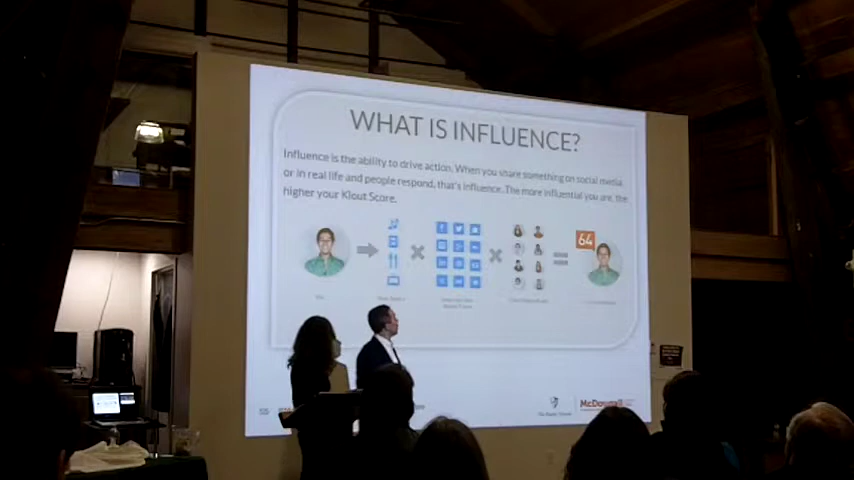 WHAT IS INFLUENCE?
Influence is the ability to drive action. When you share something on social media
or in real life and people respond, that's influence. The more influential you are, the
higher your Klout Score.
64
McDougall